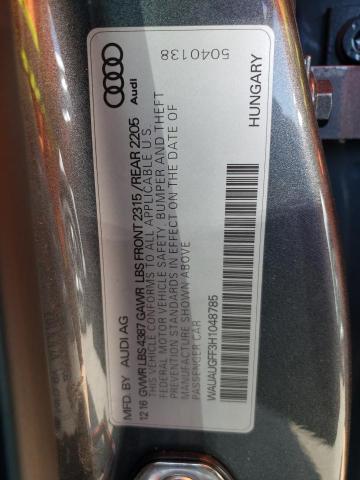 Audi
5040138
MFD. BY AUDI AG
12 16 GVWR LBS 4387 GAWR LBS FRONT 2315 / REAR 2205
THIS VEHICLE CONFORMS TO ALL APPLICABLE U.S.
FEDERAL MOTOR VEHICLE SAFETY, BUMPER AND THEFT
PREVENTION STANDARDS IN EFFECT ON THE DATE OF
MANUFACTURE SHOWN ABOVE
PASSENGER CAR
HUNGARY
WAUAUGFF3H1048785